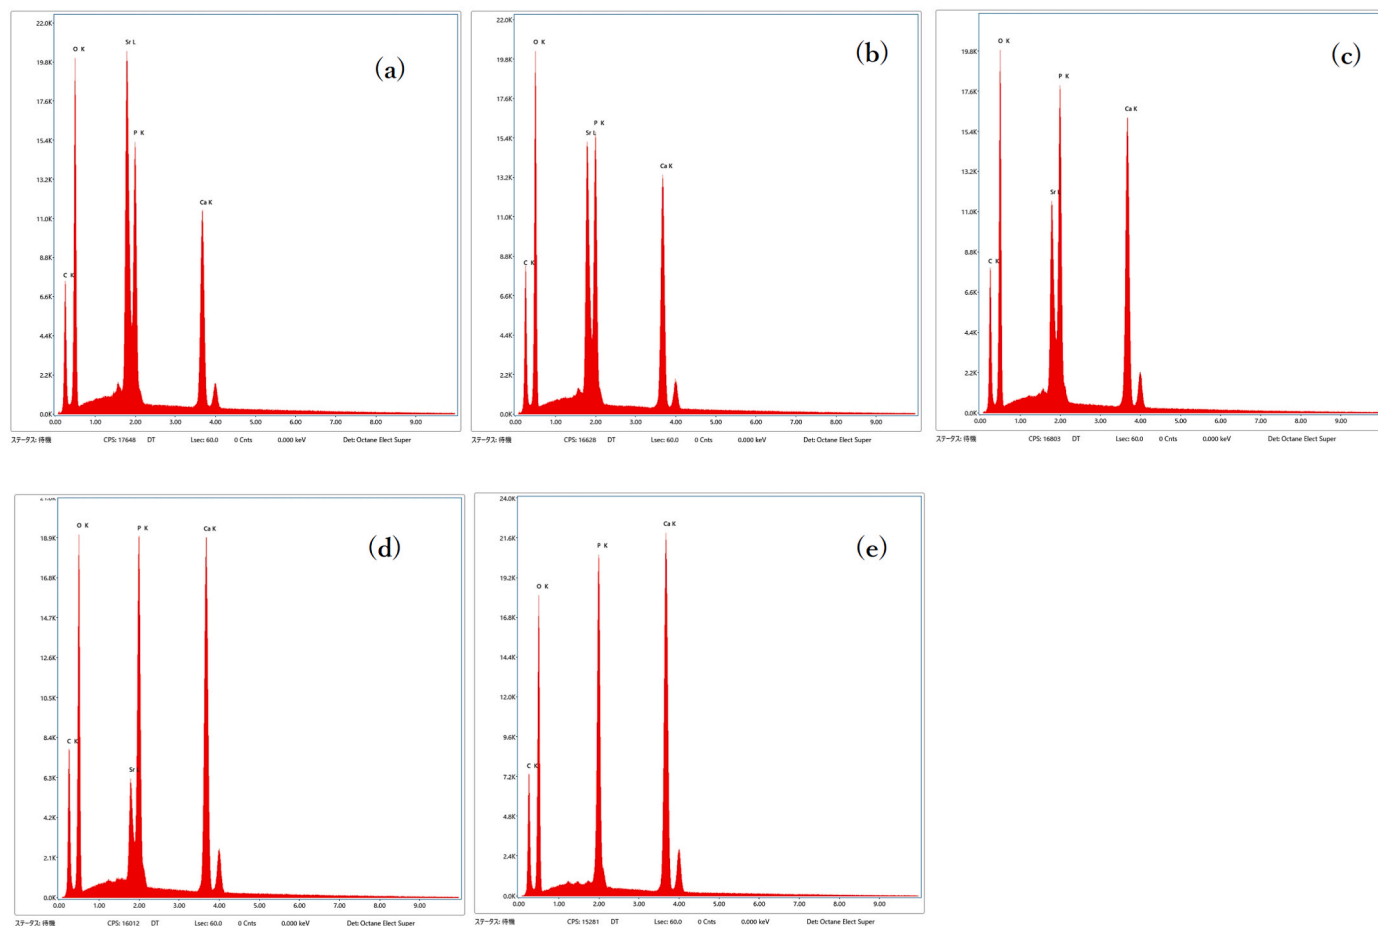 (a)
22.0K
19.8K
17.6K
15.4K
13.2K
11.0K
8.8K
6.6K
4.4K
2.2K
0.0K
O K
Sr L
P K
C K
Ca K
0.00 1.00 2.00 3.00 4.00 5.00 6.00 7.00 8.00 9.00
ステータス: 待機 CPS: 17648 DT Lsec: 60.0 0 Cnts 0.000 keV Det: Octane Elect Super
(b)
22.0K
19.8K
17.6K
15.4K
13.2K
11.0K
8.8K
6.6K
4.4K
2.2K
0.0K
O K
P K
Sr L
Ca K
C K
0.00 1.00 2.00 3.00 4.00 5.00 6.00 7.00 8.00 9.00
ステータス: 待機 CPS: 16628 DT Lsec: 60.0 0 Cnts 0.000 keV Det: Octane Elect Super
(c)
19.8K
17.6K
15.4K
13.2K
11.0K
8.8K
6.6K
4.4K
2.2K
0.0K
O K
P K
Ca K
Sr
C K
0.00 1.00 2.00 3.00 4.00 5.00 6.00 7.00 8.00 9.00
ステータス: 待機 CPS: 16803 DT Lsec: 60.0 0 Cnts 0.000 keV Det: Octane Elect Super
(d)
18.9K
16.8K
14.7K
12.6K
10.5K
8.4K
6.3K
4.2K
2.1K
0.0K
O K
P K
Ca K
C K
Sr
0.00 1.00 2.00 3.00 4.00 5.00 6.00 7.00 8.00 9.00
ステータス: 待機 CPS: 16012 DT Lsec: 60.0 0 Cnts 0.000 keV Det: Octane Elect Super
(e)
24.0K
21.6K
19.2K
16.8K
14.4K
12.0K
9.6K
7.2K
4.8K
2.4K
0.0K
Ca K
P K
O K
C K
0.00 1.00 2.00 3.00 4.00 5.00 6.00 7.00 8.00 9.00
ステータス: 待機 CPS: 15281 DT Lsec: 60.0 0 Cnts 0.000 keV Det: Octane Elect Super